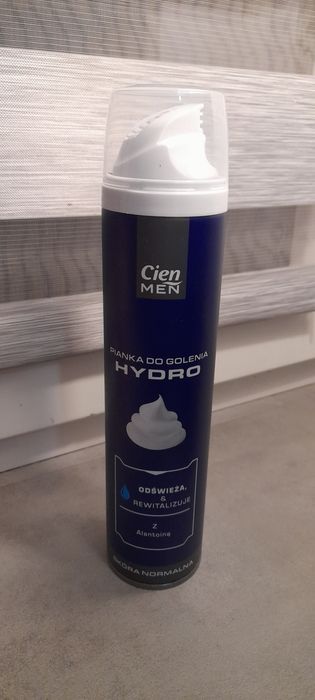 Cien
MEN
PIANKA DO GOLENIA
HYDRO
ODŚWIEŻA,
&
REWITALIZUJE
Z
Alantoiną
SKÓRA NORMALNA